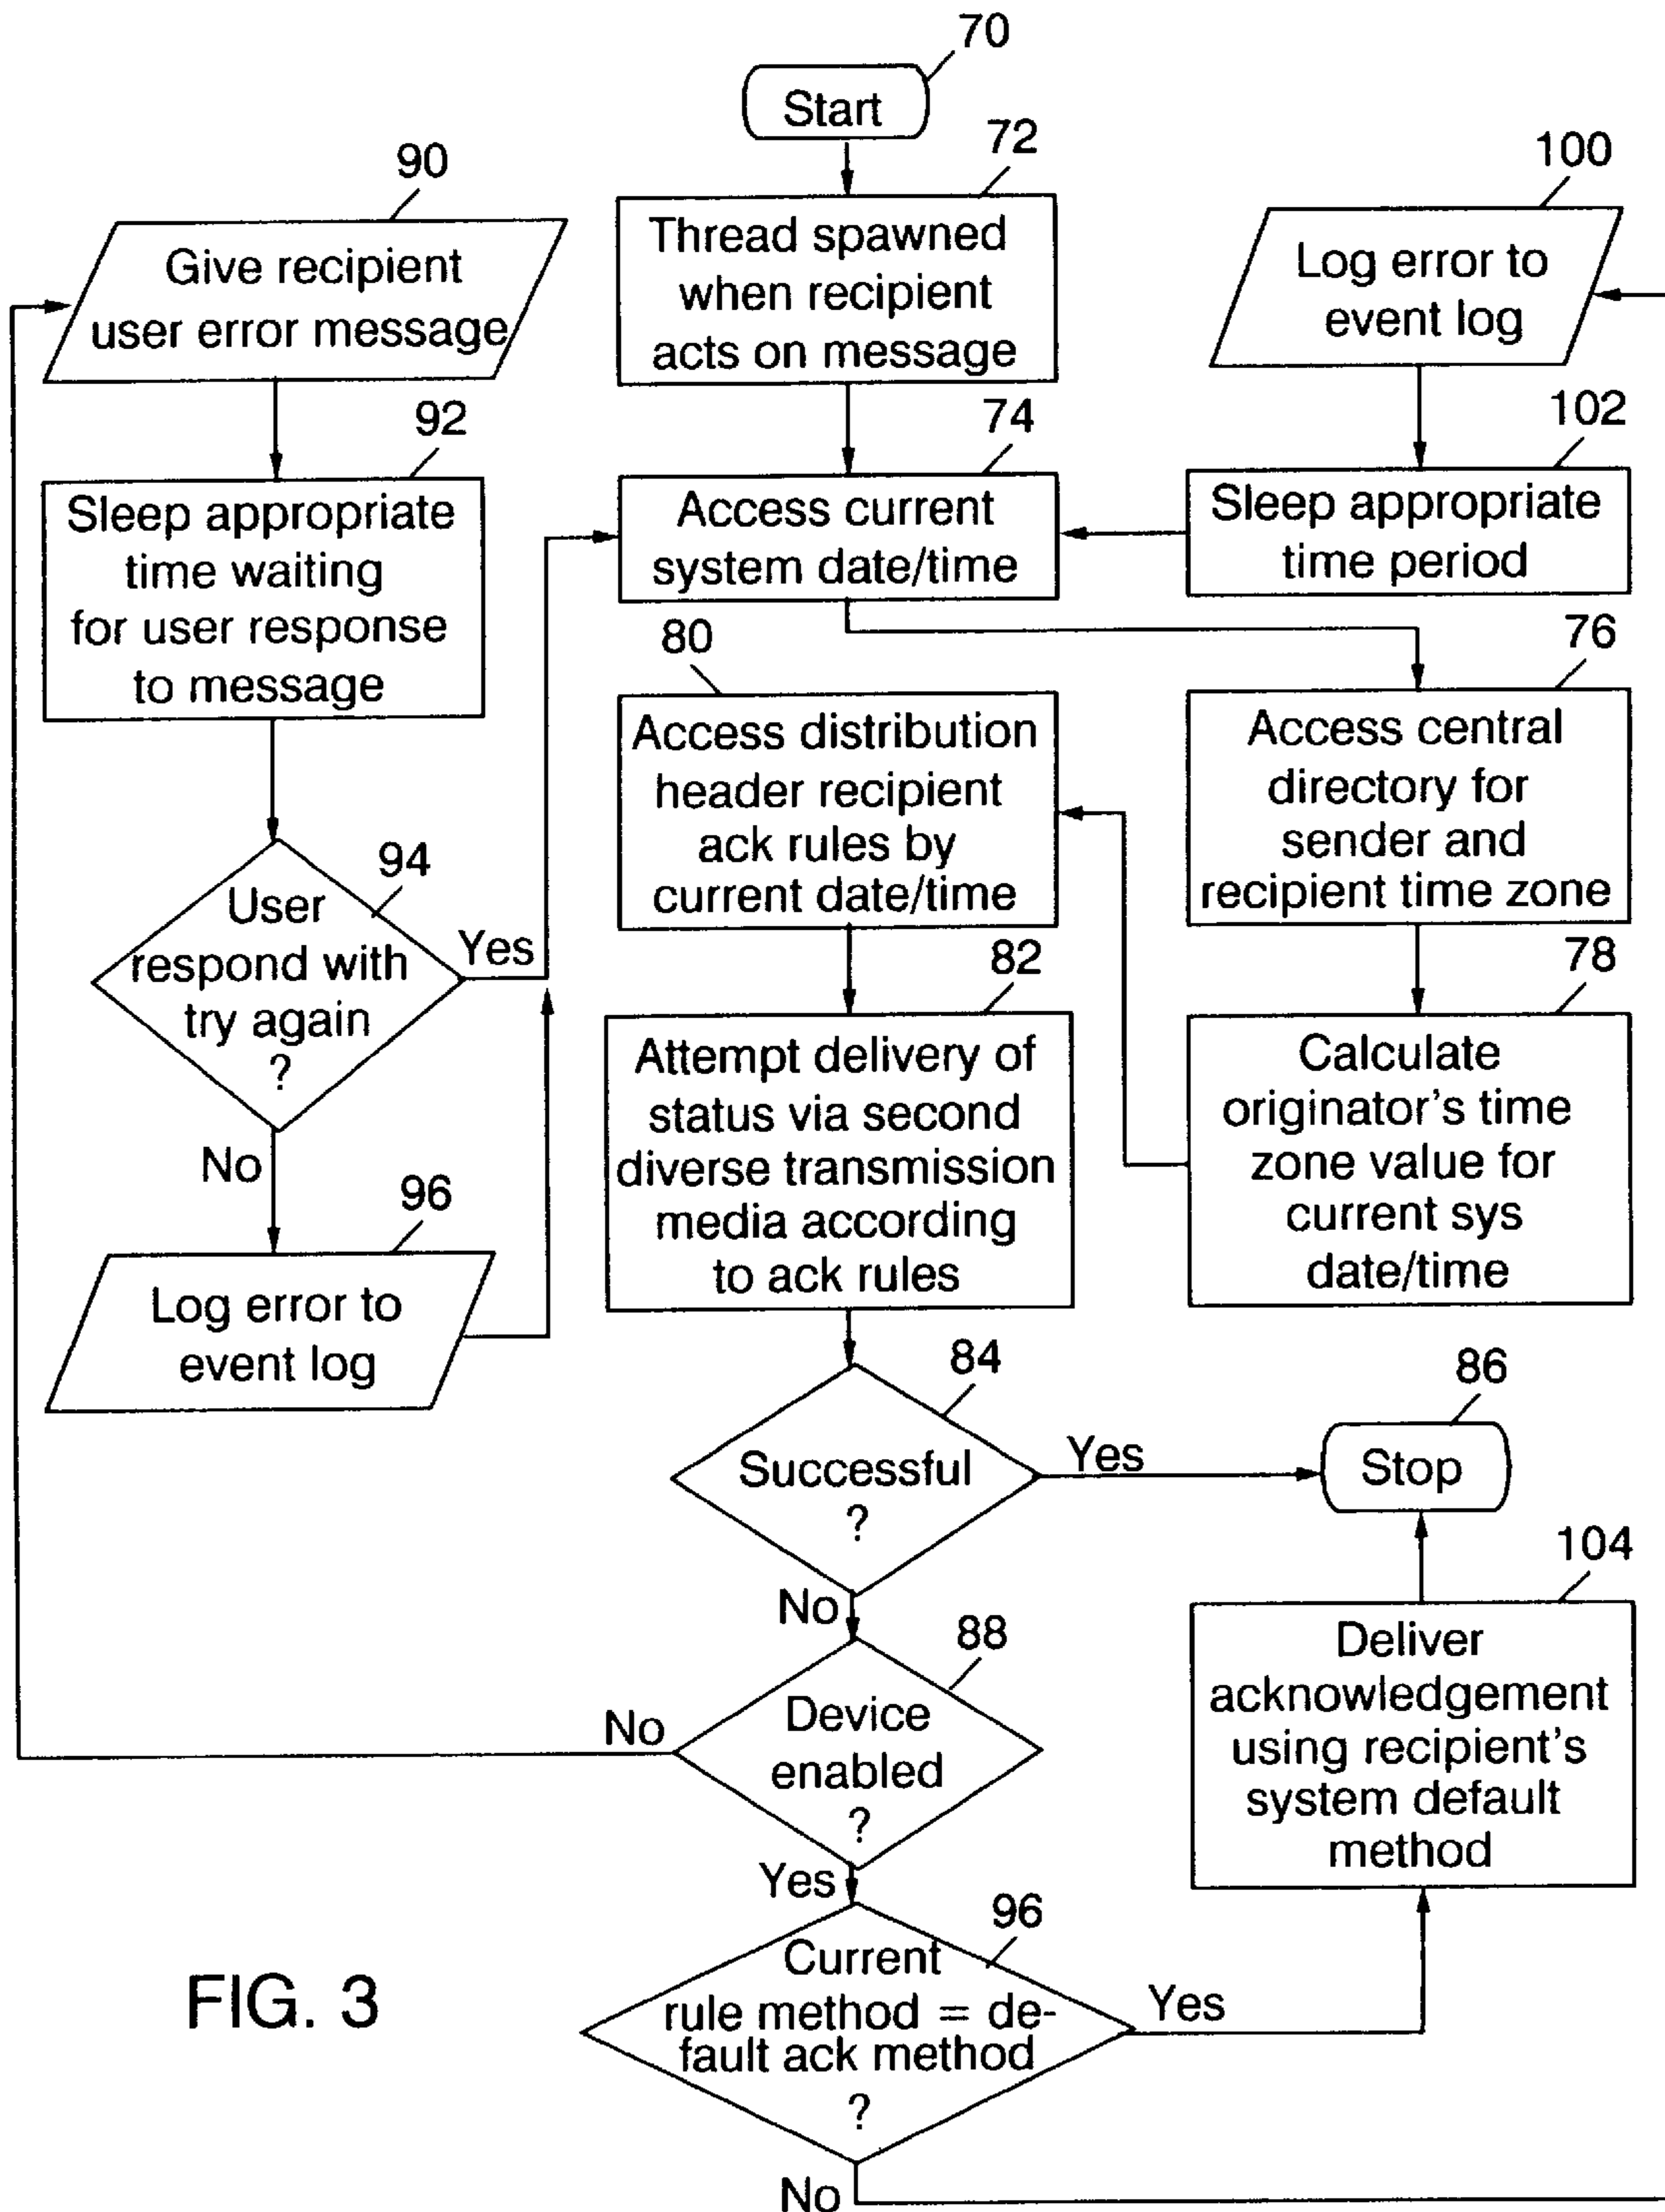 70
Start
72
Thread spawned
when recipient
acts on message
90
Give recipient
user error message
100
Log error to
event log
92
Sleep appropriate
time waiting
for user response
to message
74
Access current
system date/time
102
Sleep appropriate
time period
80
Access distribution
header recipient
ack rules by
current date/time
76
Access central
directory for
sender and
recipient time zone
94
User
respond with
try again
?
Yes
No
82
Attempt delivery of
status via second
diverse transmission
media according
to ack rules
78
Calculate
originator's time
zone value for
current sys
date/time
96
Log error to
event log
84
Successful
?
Yes
No
86
Stop
88
Device
enabled
?
No
Yes
104
Deliver
acknowledgement
using recipient's
system default
method
96
Current
rule method = de-
fault ack method
?
Yes
No
FIG. 3